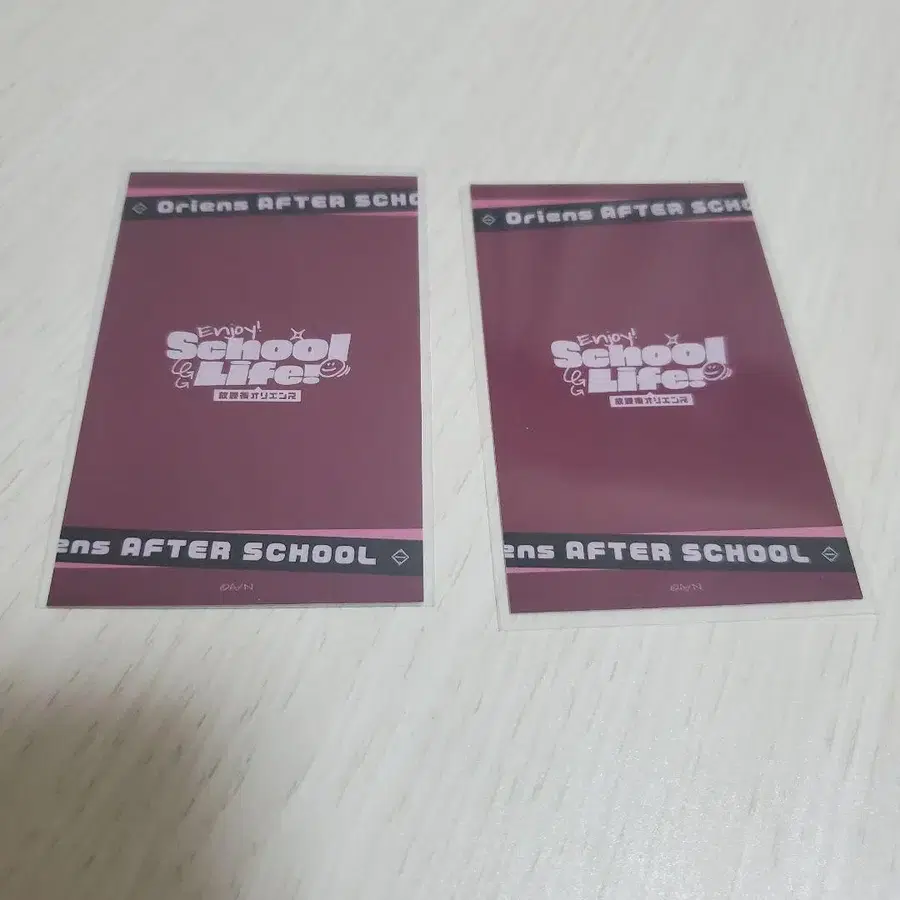 Oriens AFTER SCHO
Enjoy!
School
Life!
放課後オリエンス
ens AFTER SCHOOL
©A/N
Oriens AFTER SCHO
Enjoy!
School
Life!
放課後オリエンス
ens AFTER SCHOOL
©A/N